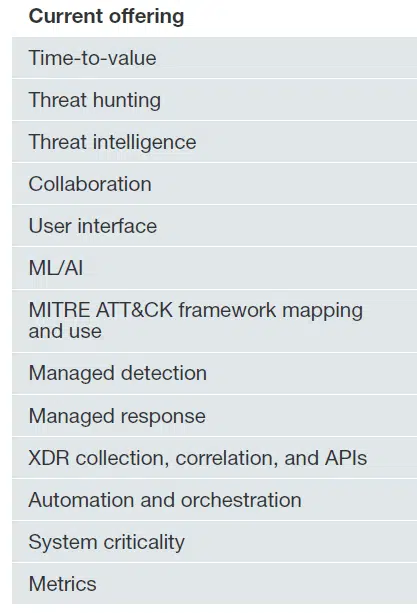 Current offering
Time-to-value
Threat hunting
Threat intelligence
Collaboration
User interface
ML/AI
MITRE ATT&CK framework mapping
and use
Managed detection
Managed response
XDR collection, correlation, and APIs
Automation and orchestration
System criticality
Metrics